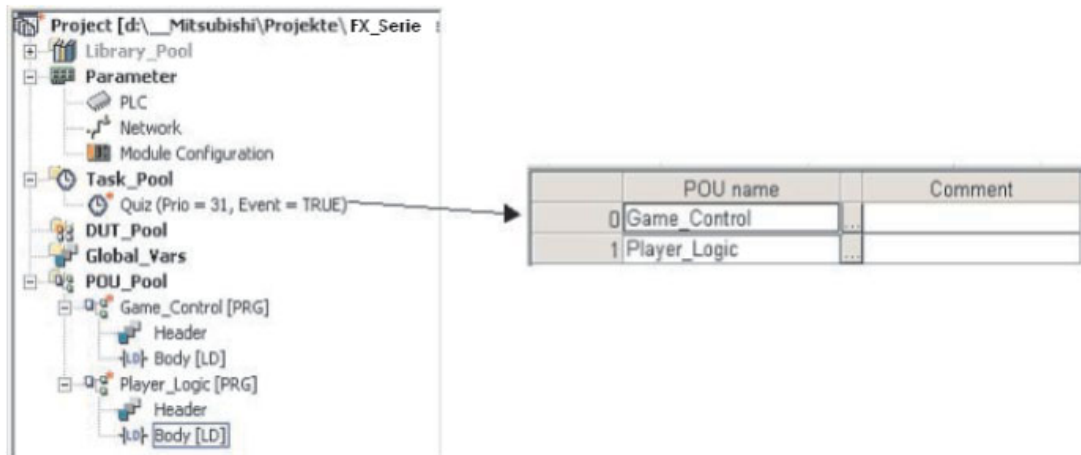 Project [d:\__Mitsubishi\Projekte\ FX_Serie
Library_Pool
Parameter
PLC
Network
Module Configuration
Task_Pool
Quiz (Prio = 31, Event = TRUE)
DUT_Pool
Global_Vars
POU_Pool
Game_Control [PRG]
Header
Body [LD]
Player_Logic [PRG]
Header
Body [LD]
POU name Comment
0 Game_Control ...
1 Player_Logic ...